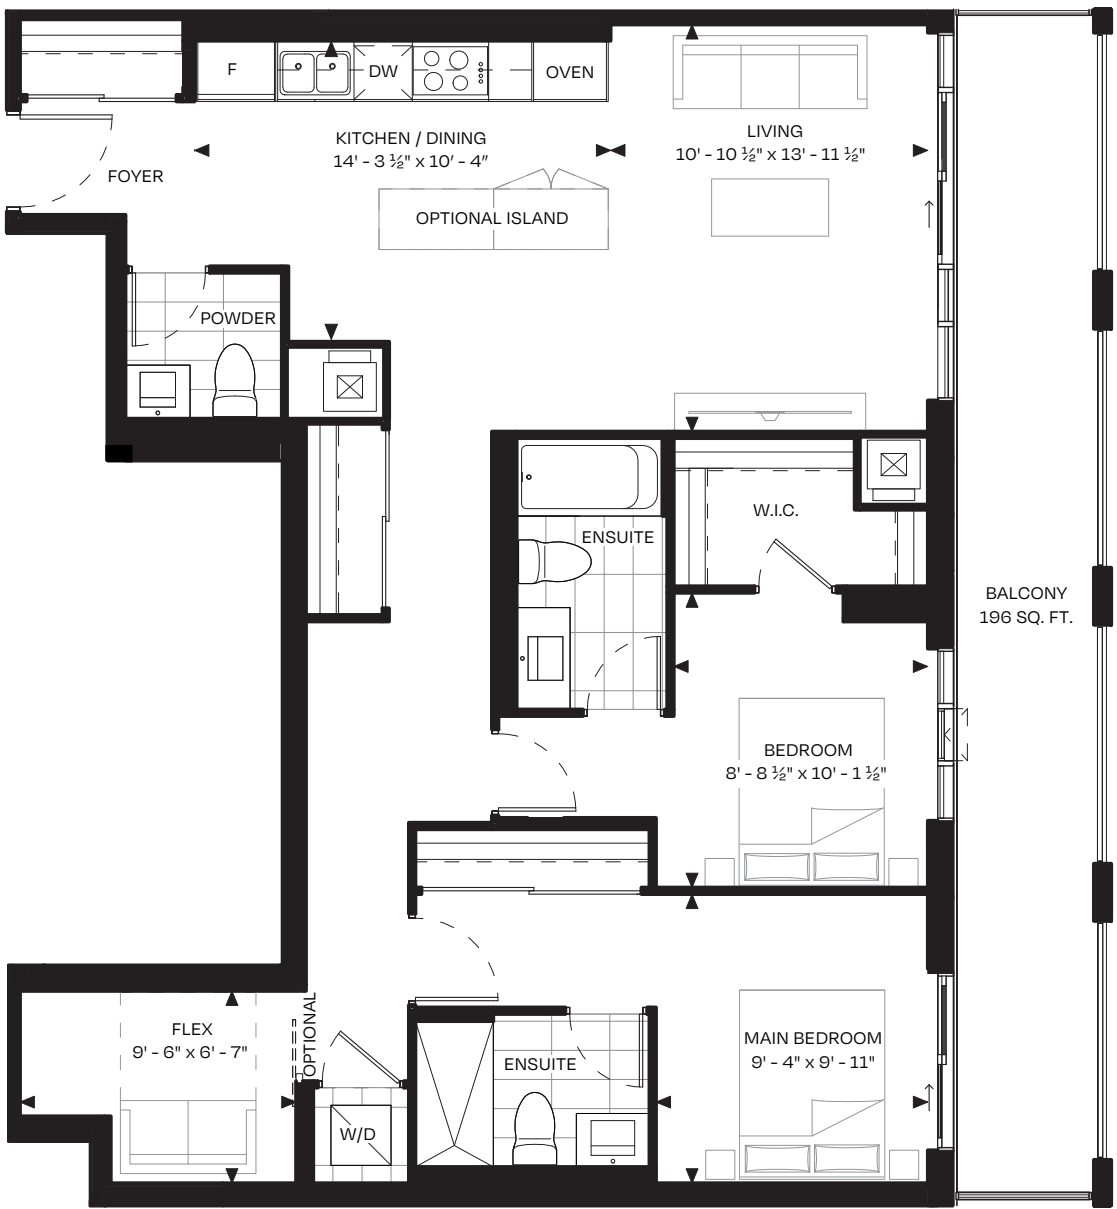 F
DW
OVEN
KITCHEN / DINING
14' - 3 ½" x 10' - 4"
LIVING
10' - 10 ½" x 13' - 11 ½"
FOYER
OPTIONAL ISLAND
POWDER
ENSUITE
W.I.C.
BALCONY
196 SQ. FT.
BEDROOM
8' - 8 ½" x 10' - 1 ½"
FLEX
9' - 6" x 6' - 7"
OPTIONAL
ENSUITE
MAIN BEDROOM
9' - 4" x 9' - 11"
W/D